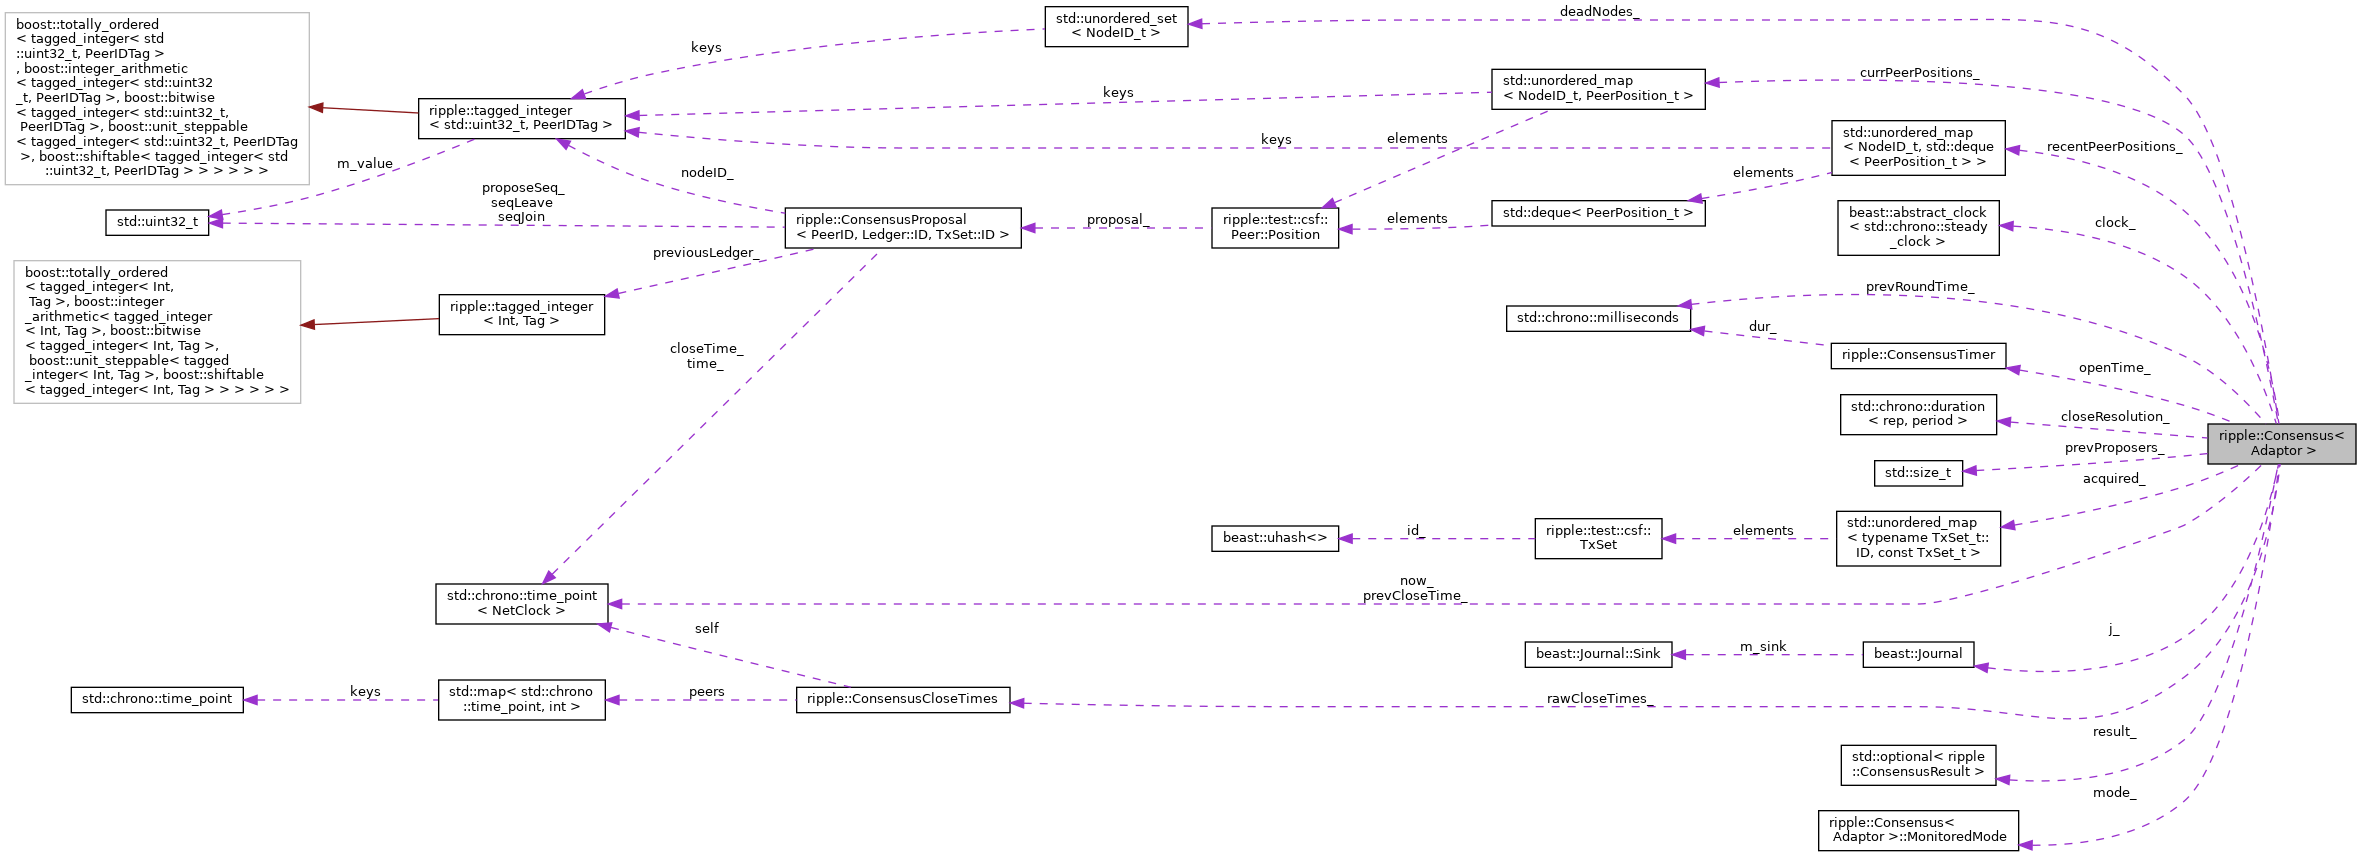 boost::totally_ordered
< tagged_integer< std
::uint32_t, PeerIDTag >
, boost::integer_arithmetic
< tagged_integer< std::uint32
_t, PeerIDTag >, boost::bitwise
< tagged_integer< std::uint32_t,
PeerIDTag >, boost::unit_steppable
< tagged_integer< std::uint32_t, PeerIDTag
>, boost::shiftable< tagged_integer< std
::uint32_t, PeerIDTag > > > > > >
std::uint32_t
boost::totally_ordered
< tagged_integer< Int,
Tag >, boost::integer
_arithmetic< tagged_integer
< Int, Tag >, boost::bitwise
< tagged_integer< Int, Tag >,
boost::unit_steppable< tagged
_integer< Int, Tag >, boost::shiftable
< tagged_integer< Int, Tag > > > > > >
std::chrono::time_point
m_value
keys
ripple::tagged_integer
< std::uint32_t, PeerIDTag >
proposeSeq_
seqLeave
seqJoin
ripple::tagged_integer
< Int, Tag >
std::chrono::time_point
< NetClock >
std::map< std::chrono
::time_point, int >
keys
nodeID_
previousLedger_
closeTime_
time_
self
peers
ripple::ConsensusProposal
< PeerID, Ledger::ID, TxSet::ID >
ripple::ConsensusCloseTimes
std::unordered_set
< NodeID_t >
keys
proposal_
keys
ripple::test::csf::
Peer::Position
beast::uhash<>
elements
elements
id_
now_
prevCloseTime_
deadNodes_
std::unordered_map
< NodeID_t, PeerPosition_t >
std::deque< PeerPosition_t >
std::chrono::milliseconds
ripple::test::csf::
TxSet
beast::Journal::Sink
rawCloseTimes_
elements
dur_
elements
m_sink
currPeerPositions_
std::unordered_map
< NodeID_t, std::deque
< PeerPosition_t > >
beast::abstract_clock
< std::chrono::steady
_clock >
prevRoundTime_
ripple::ConsensusTimer
std::chrono::duration
< rep, period >
std::size_t
std::unordered_map
< typename TxSet_t::
ID, const TxSet_t >
beast::Journal
std::optional< ripple
::ConsensusResult >
ripple::Consensus<
Adaptor >::MonitoredMode
recentPeerPositions_
clock_
openTime_
closeResolution_
prevProposers_
acquired_
j_
result_
mode_
ripple::Consensus<
Adaptor >